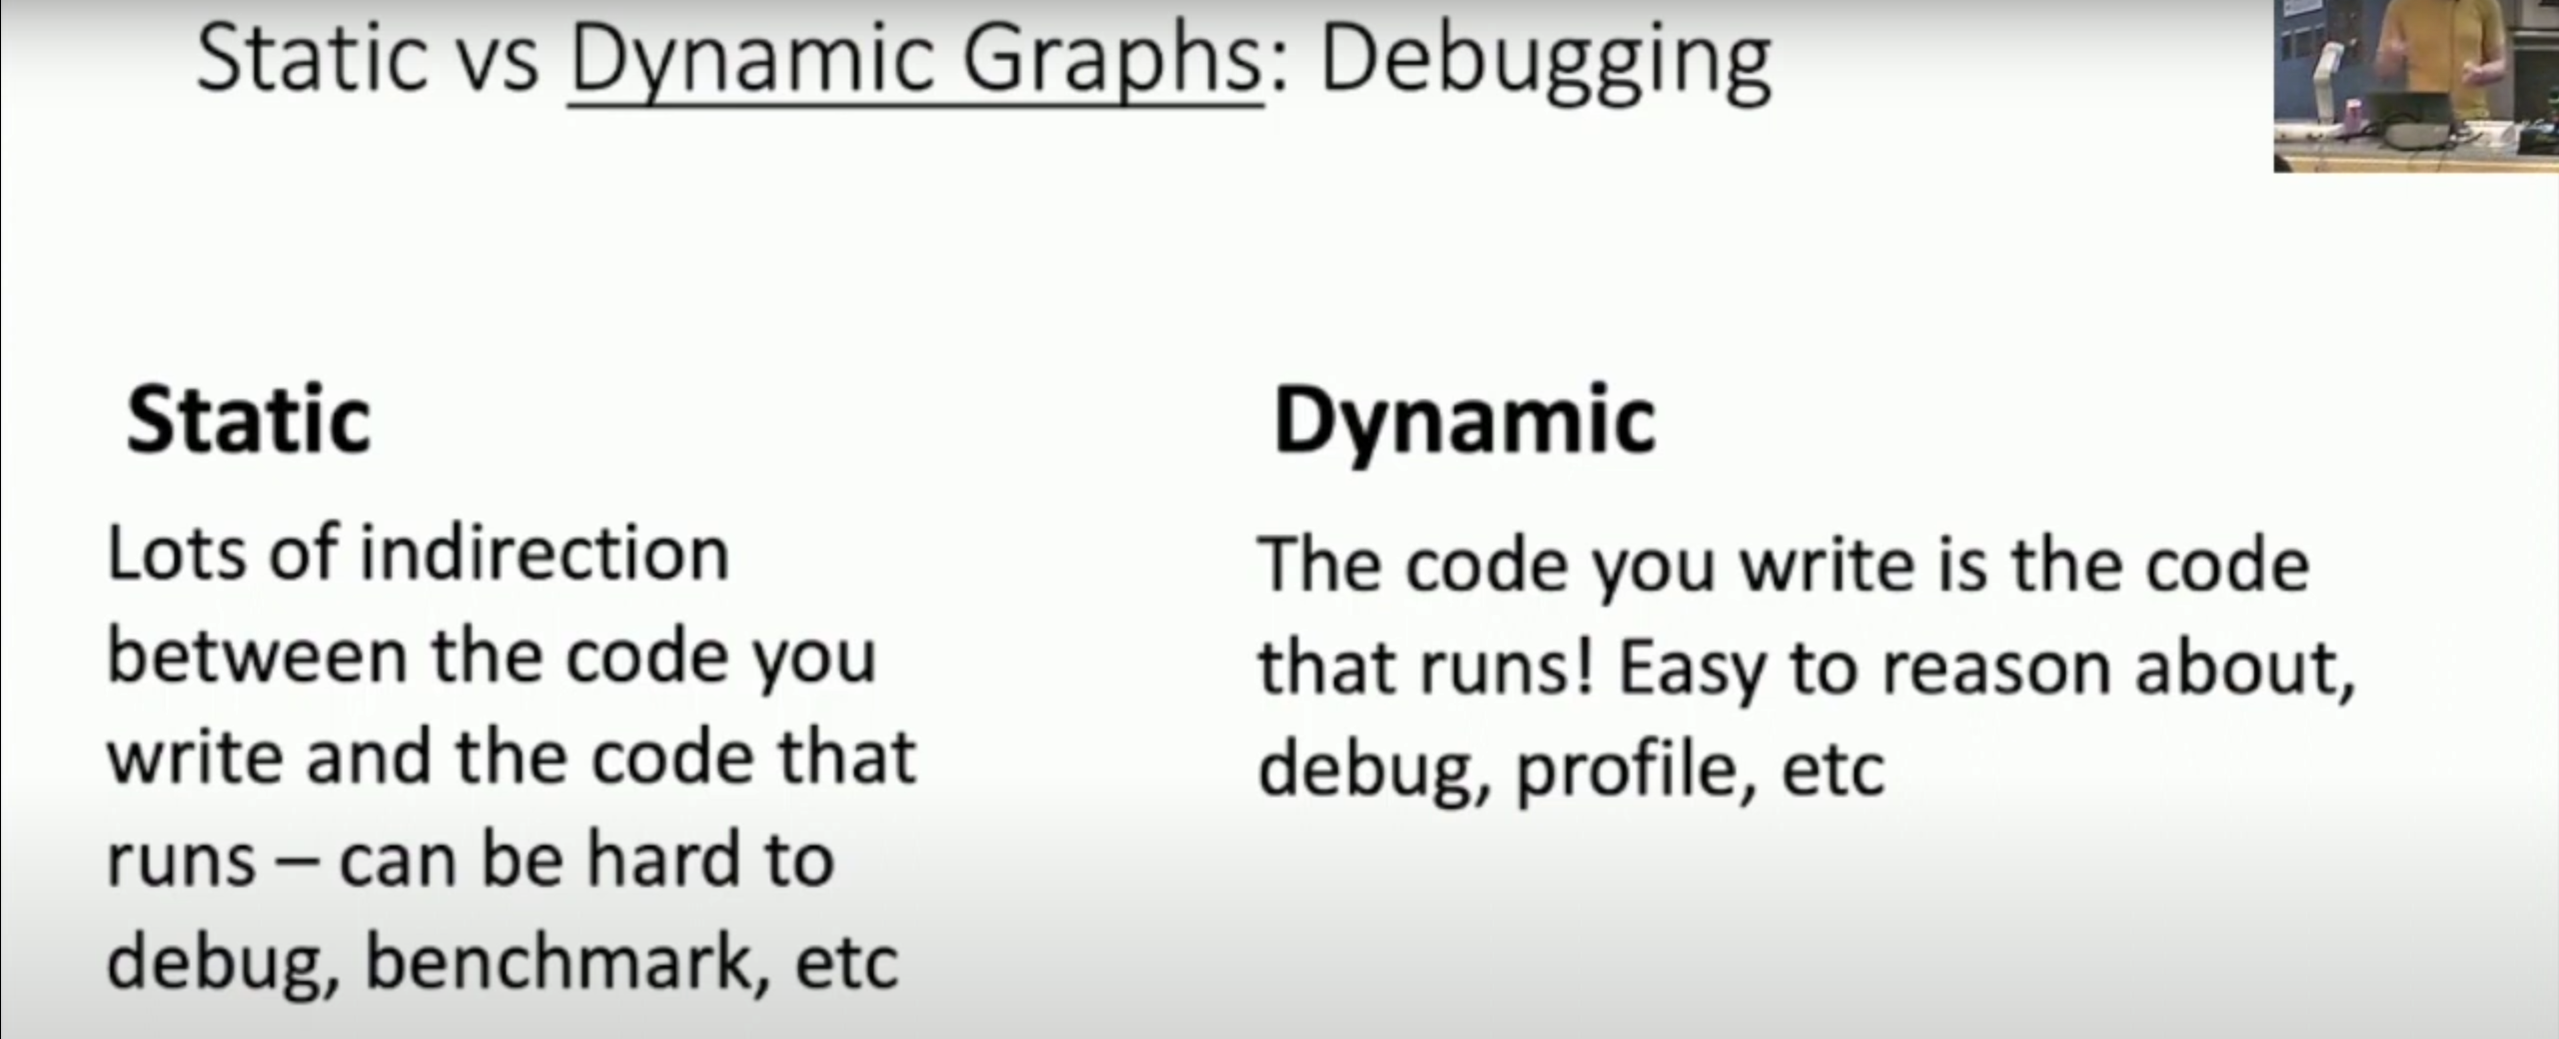 Static vs Dynamic Graphs: Debugging
Static
Lots of indirection
between the code you
write and the code that
runs – can be hard to
debug, benchmark, etc
Dynamic
The code you write is the code
that runs! Easy to reason about,
debug, profile, etc